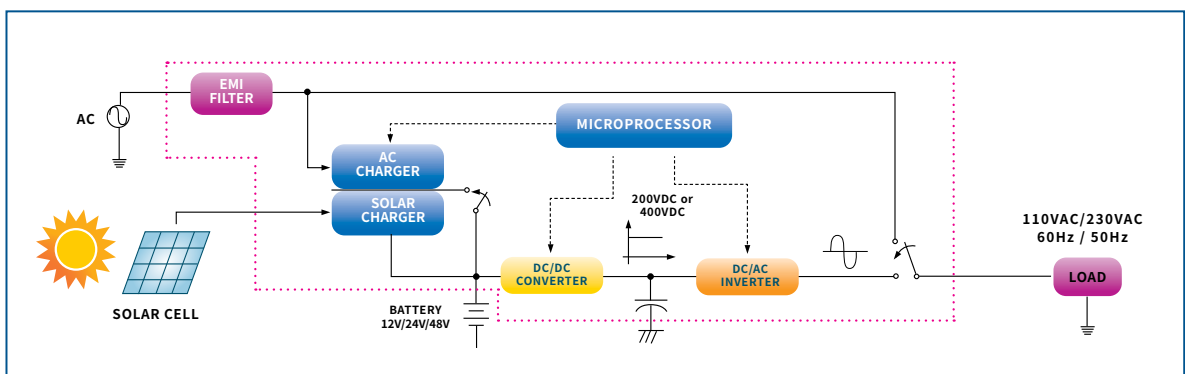 EMI
FILTER
AC
MICROPROCESSOR
AC
CHARGER
SOLAR
CHARGER
200VDC or
400VDC
110VAC/230VAC
60Hz / 50Hz
DC/DC
CONVERTER
DC/AC
INVERTER
LOAD
BATTERY
12V/24V/48V
SOLAR CELL